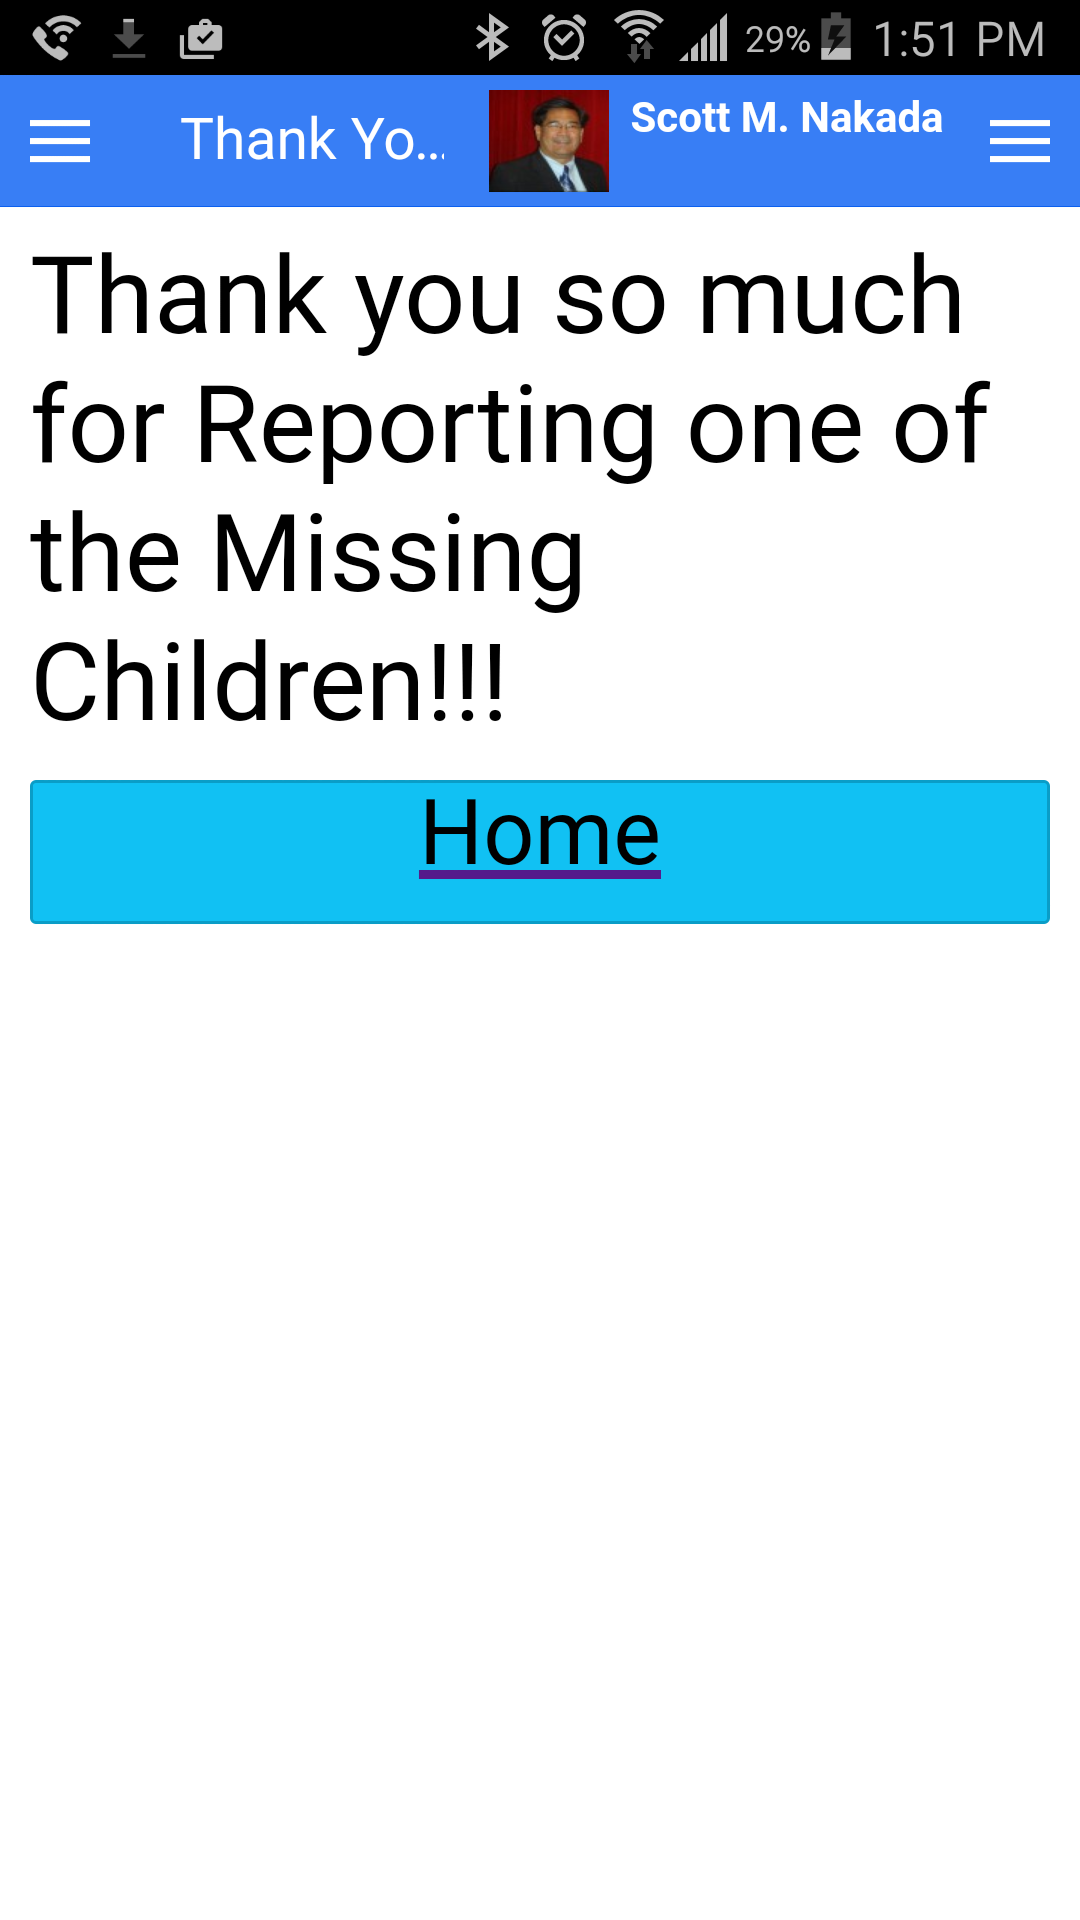 29% 1:51 PM
Thank Yo...
Scott M. Nakada
Thank you so much
for Reporting one of
the Missing
Children!!!
Home